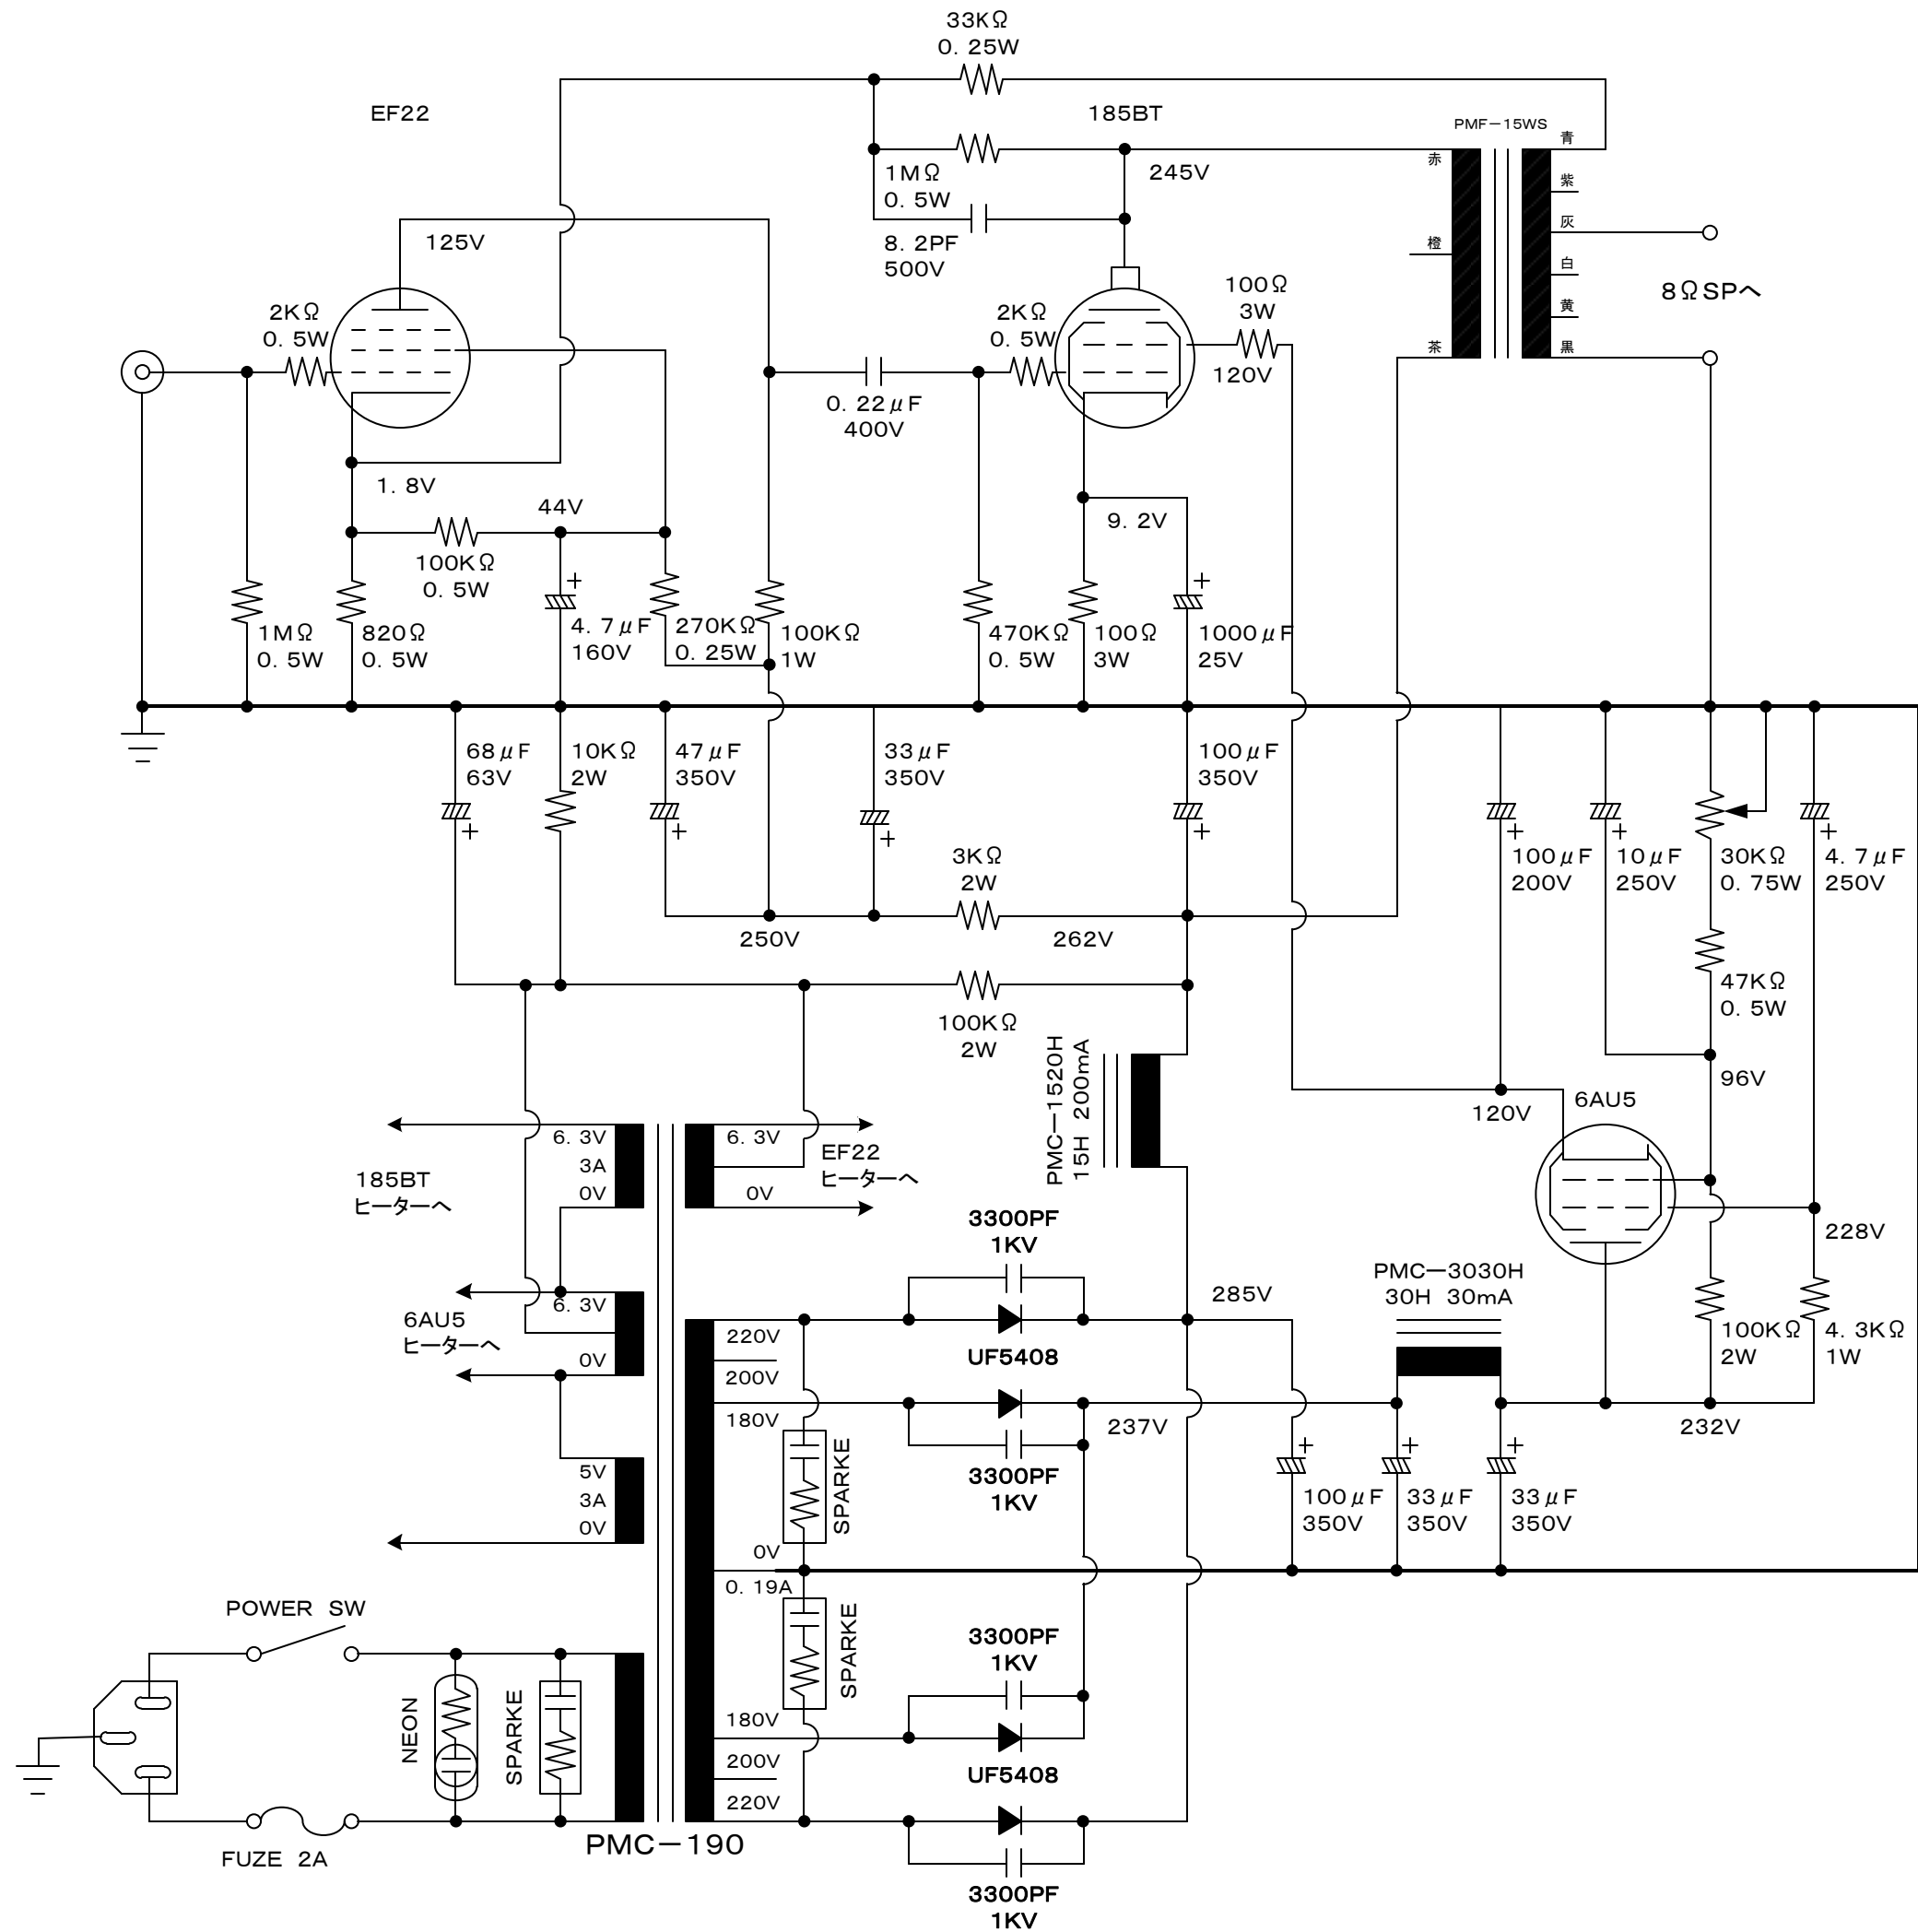 33KΩ
0. 25W
EF22
185BT
PMF−15WS
青
赤
1MΩ
0. 5W
245V
紫
灰
125V
8. 2PF
500V
橙
白
8ΩSPへ
2KΩ
0. 5W
2KΩ
0. 5W
100Ω
3W
黄
茶
黒
120V
0. 22μF
400V
1. 8V
44V
9. 2V
100KΩ
0. 5W
1MΩ
0. 5W
820Ω
0. 5W
4. 7μF
160V
270KΩ
0. 25W
100KΩ
1W
470KΩ
0. 5W
100Ω
3W
1000μF
25V
+
+
68μF
63V
10KΩ
2W
47μF
350V
33μF
350V
100μF
350V
+
+
+
+
+
+
+
3KΩ
2W
100μF
200V
10μF
250V
30KΩ
0. 75W
4. 7μF
250V
250V
262V
47KΩ
0. 5W
100KΩ
2W
PMC−1520H
15H 200mA
96V
120V
6AU5
6. 3V
3A
0V
6. 3V
0V
EF22
ヒーターへ
185BT
ヒーターへ
3300PF
1KV
228V
PMC−3030H
30H 30mA
285V
6. 3V
0V
6AU5
ヒーターへ
220V
200V
180V
UF5408
100KΩ
2W
4. 3KΩ
1W
237V
232V
3300PF
1KV
SPARKE
5V
3A
0V
+
+
+
100μF
350V
33μF
350V
33μF
350V
0V
0. 19A
POWER SW
SPARKE
3300PF
1KV
NEON
SPARKE
180V
200V
220V
UF5408
PMC−190
FUZE 2A
3300PF
1KV